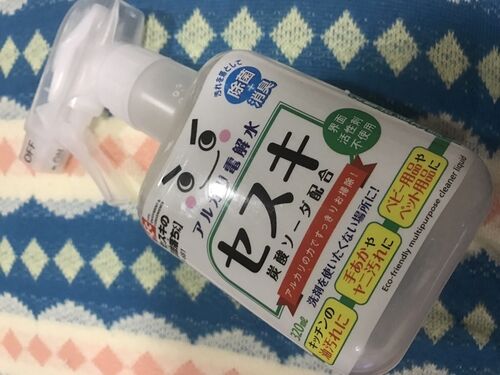 OFF
ON
汚れを落として
除菌+消臭
界面
活性剤
不使用
アルカリ電解水
セスキ
炭酸ソーダ配合
アルカリの力ですっきりお掃除!
洗剤を使いたくない場所に!
キッチンの
油汚れに
手あかや
ヤニ汚れに
ベビー用品や
ペット用品に
Eco-friendly multipurpose cleaner liquid
320mL